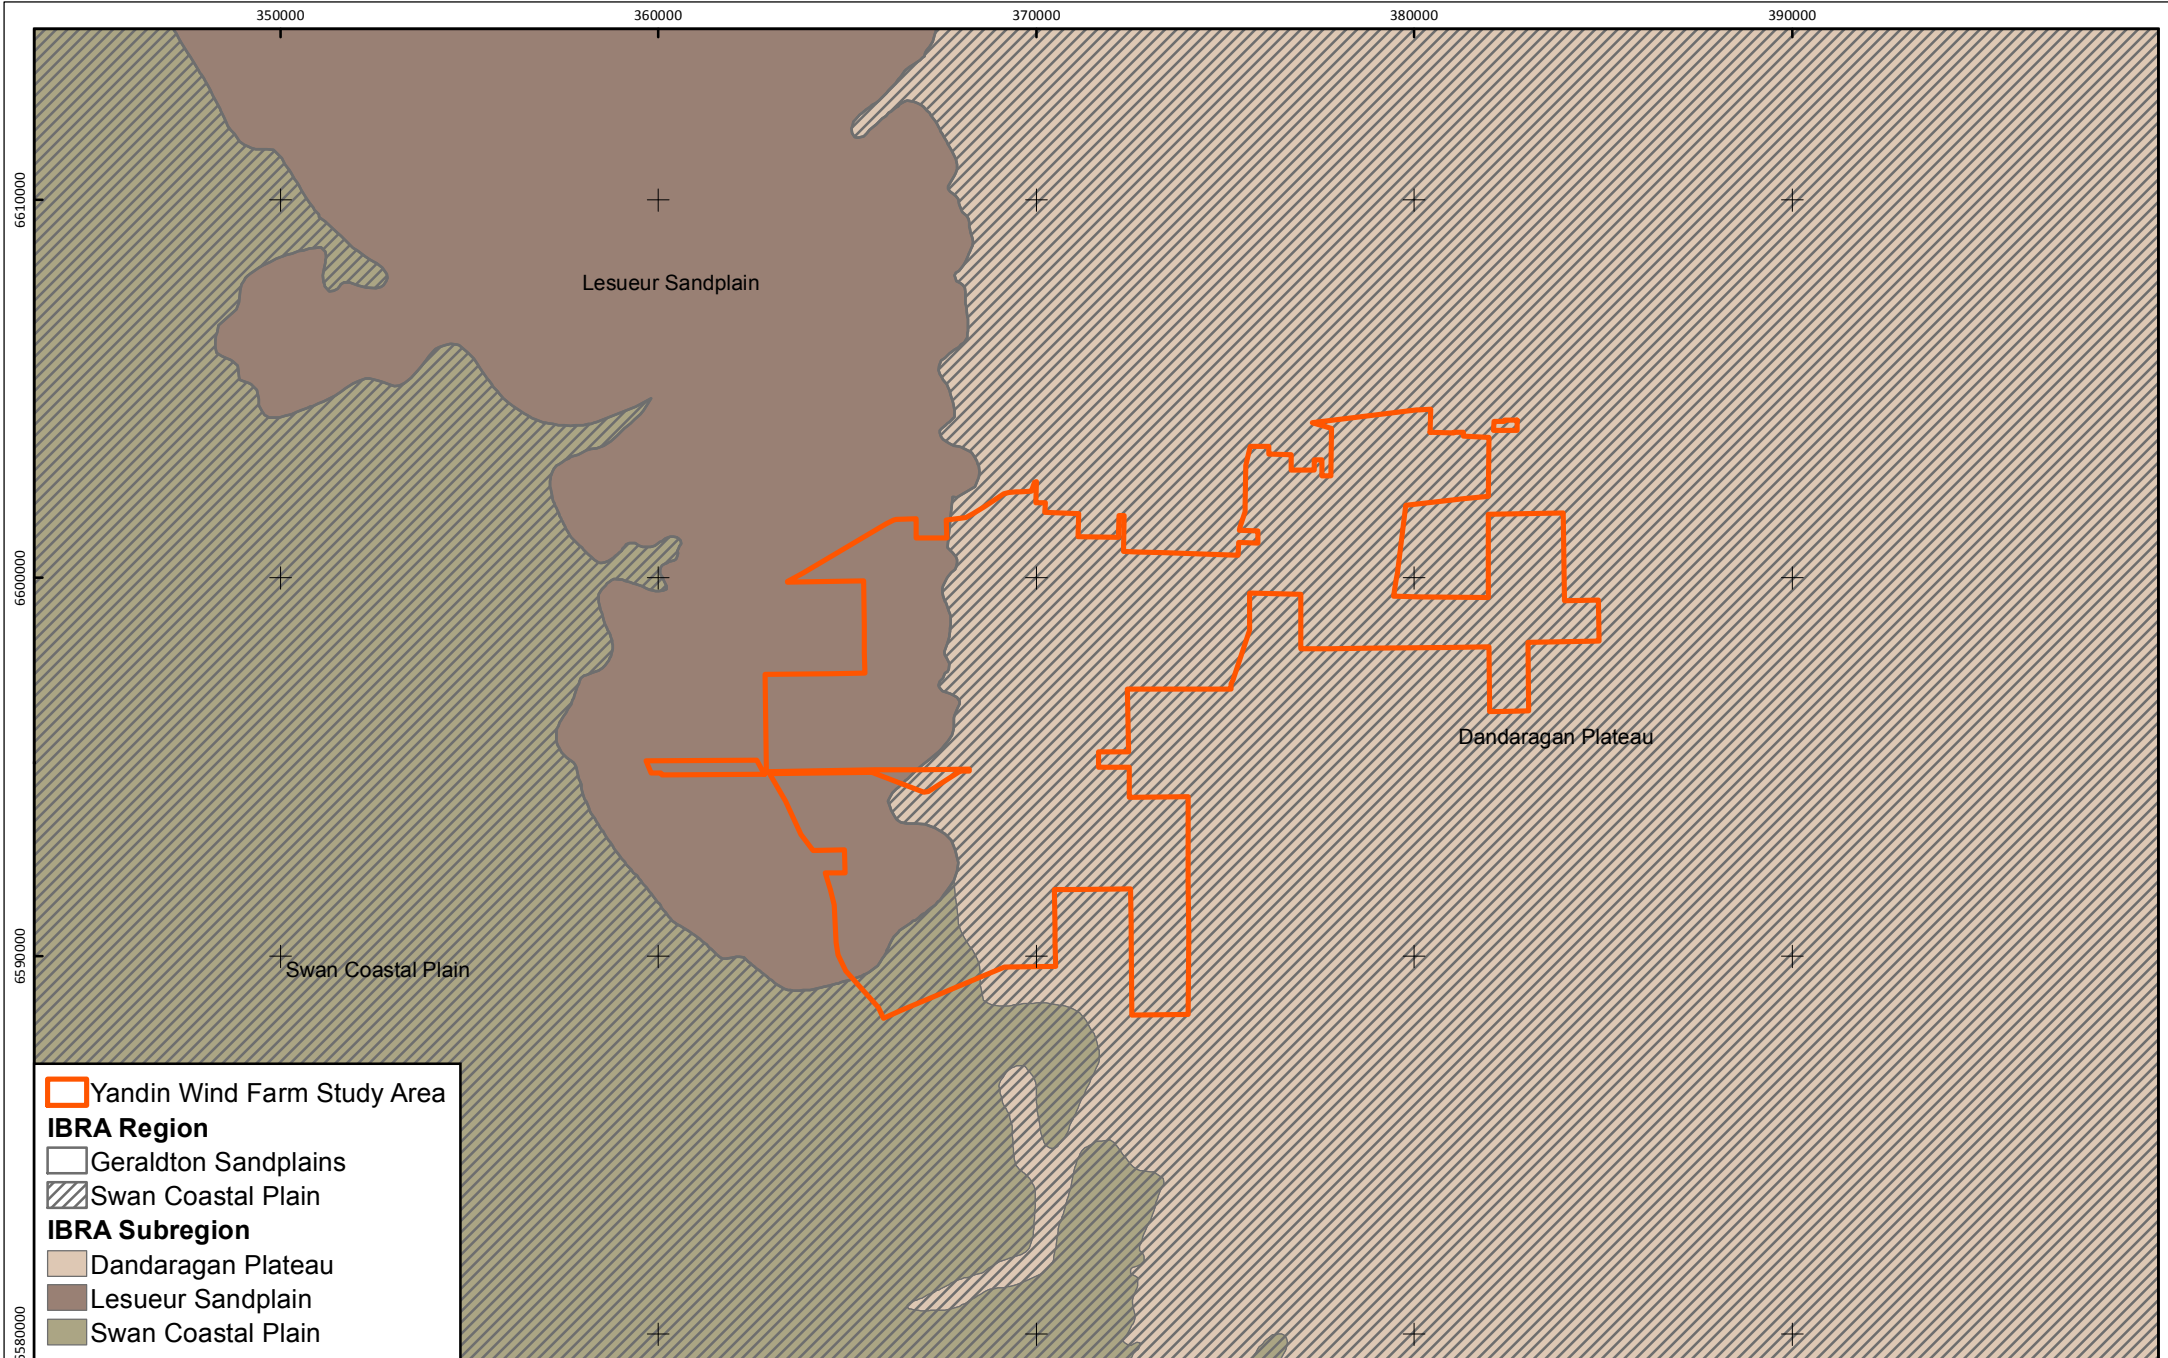 350000 360000 370000 380000 390000
6610000
Lesueur Sandplain
6600000
Dandaragan Plateau
6590000
Swan Coastal Plain
Yandin Wind Farm Study Area
IBRA Region
Geraldton Sandplains
Swan Coastal Plain
IBRA Subregion
Dandaragan Plateau
Lesueur Sandplain
Swan Coastal Plain
6580000